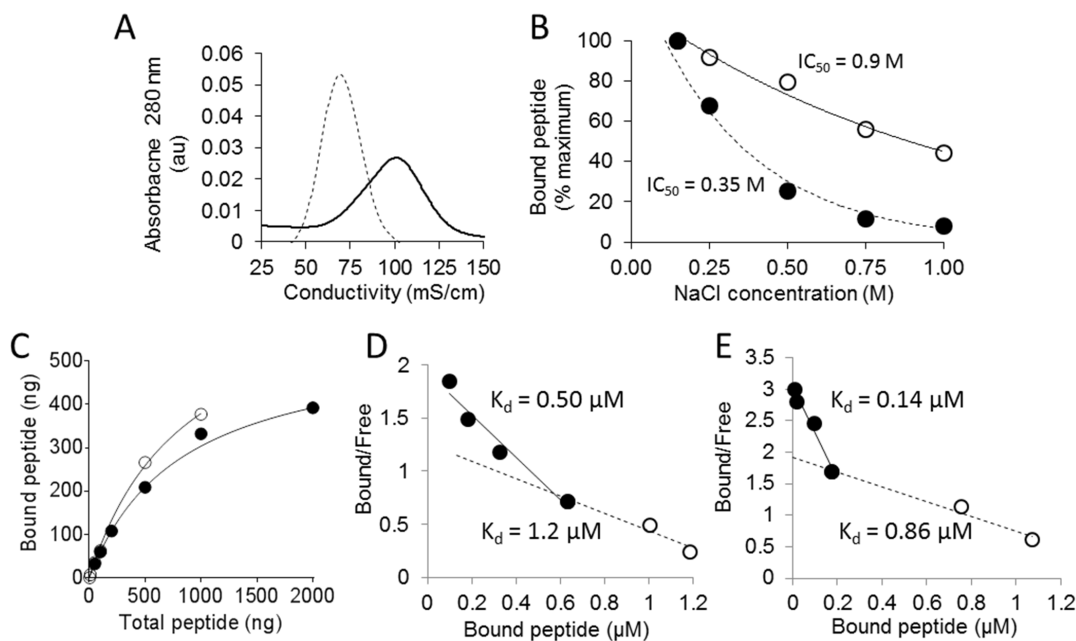 A
Absorbacne 280 nm
(au)
0.06
0.05
0.04
0.03
0.02
0.01
0
25 50 75 100 125 150
Conductivity (mS/cm)
B
Bound peptide
(% maximum)
100
80
60
40
20
0
IC50 = 0.9 M
IC50 = 0.35 M
0.00 0.25 0.50 0.75 1.00
NaCl concentration (M)
C
Bound peptide (ng)
500
400
300
200
100
0
0 500 1000 1500 2000
Total peptide (ng)
D
Bound/Free
2
1.5
1
0.5
0
Kd = 0.50 µM
Kd = 1.2 µM
0 0.2 0.4 0.6 0.8 1 1.2
Bound peptide (µM)
E
Bound/Free
3.5
3
2.5
2
1.5
1
0.5
0
Kd = 0.14 µM
Kd = 0.86 µM
0 0.2 0.4 0.6 0.8 1 1.2
Bound peptide (µM)